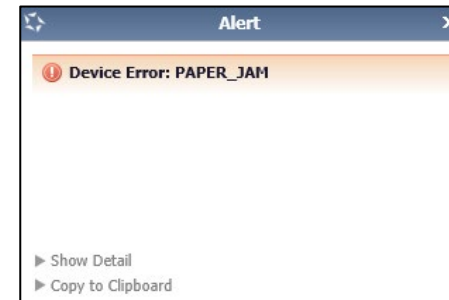 Alert
Device Error: PAPER_JAM
Show Detail
Copy to Clipboard